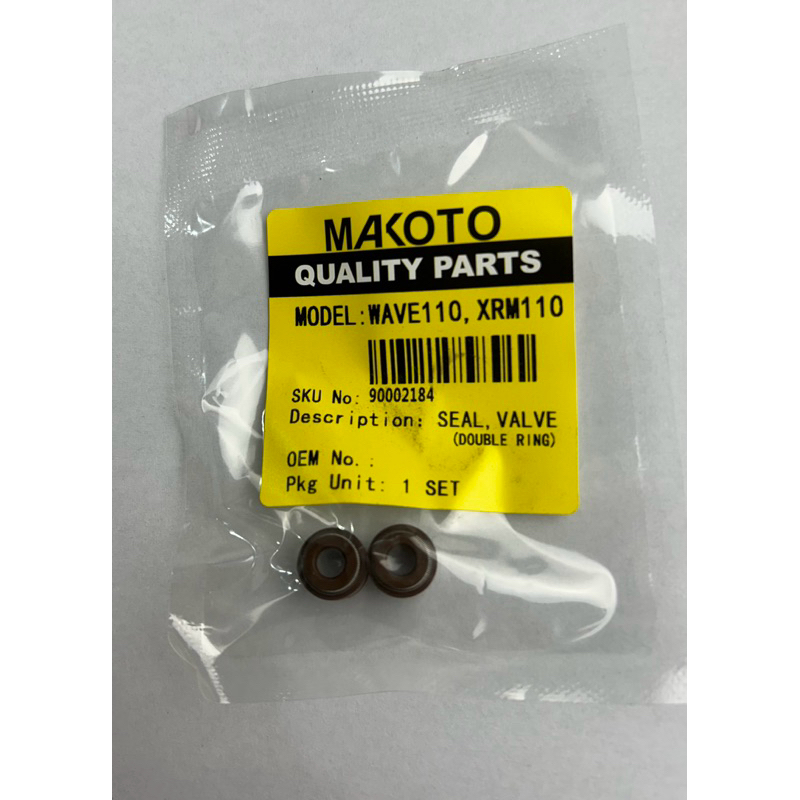 MAKOTO
QUALITY PARTS
MODEL:WAVE110,XRM110
SKU No: 90002184
Description: SEAL,VALVE
(DOUBLE RING)
OEM No.:
Pkg Unit: 1 SET